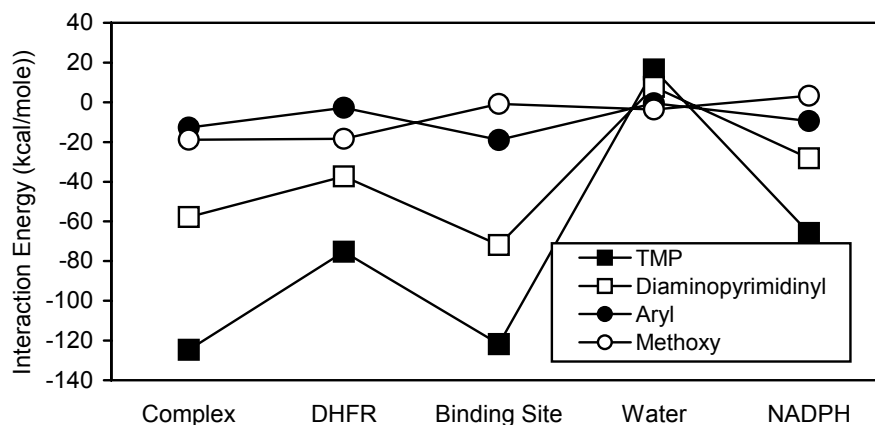 Interaction Energy (kcal/mole))
40
20
0
-20
-40
-60
-80
-100
-120
-140
TMP
Diaminopyrimidinyl
Aryl
Methoxy
Complex DHFR Binding Site Water NADPH